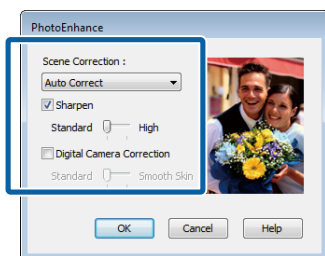 PhotoEnhance
Scene Correction :
Auto Correct
Sharpen
Standard High
Digital Camera Correction
Standard Smooth Skin
OK Cancel Help